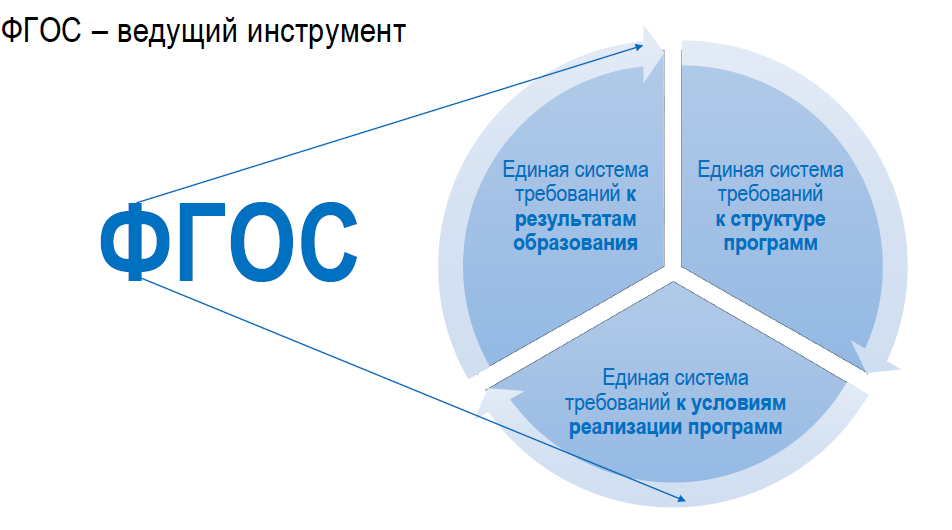 ФГОС – ведущий инструмент
ФГОС
Единая система
требований к
результатам
образования
Единая система
требований
к структуре
программ
Единая система
требований к условиям
реализации программ